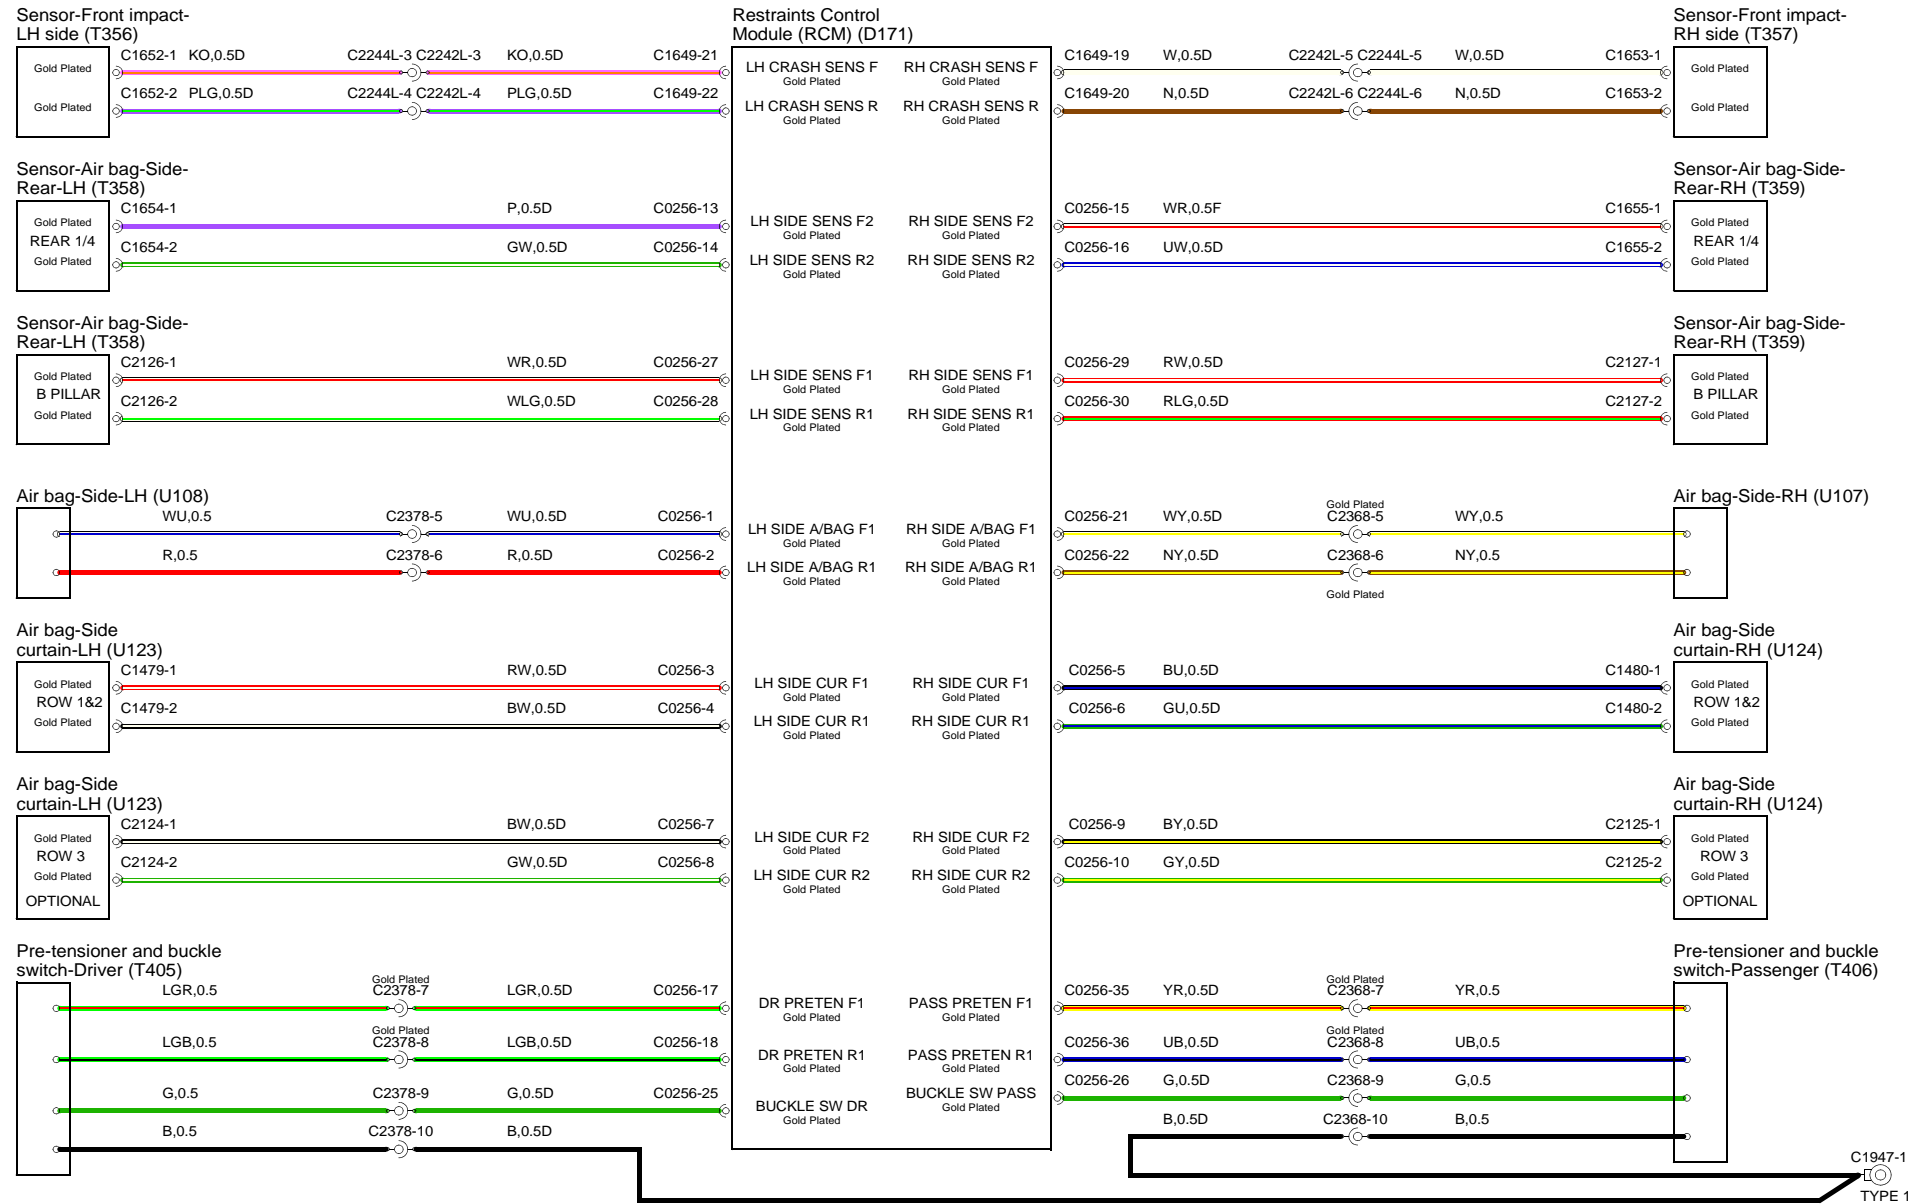 Sensor-Front impact-
LH side (T356)
Restraints Control
Module (RCM) (D171)
Sensor-Front impact-
RH side (T357)
Gold Plated
C1652-1 KO,0.5D C2244L-3 C2242L-3 KO,0.5D C1649-21
LH CRASH SENS F RH CRASH SENS F
Gold Plated Gold Plated
C1649-19 W,0.5D C2242L-5 C2244L-5 W,0.5D C1653-1
Gold Plated
Gold Plated
C1652-2 PLG,0.5D C2244L-4 C2242L-4 PLG,0.5D C1649-22
LH CRASH SENS R RH CRASH SENS R
Gold Plated Gold Plated
C1649-20 N,0.5D C2242L-6 C2244L-6 N,0.5D C1653-2
Gold Plated
Sensor-Air bag-Side-
Rear-LH (T358)
Sensor-Air bag-Side-
Rear-RH (T359)
Gold Plated
REAR 1/4
Gold Plated
C1654-1 P,0.5D C0256-13
LH SIDE SENS F2 RH SIDE SENS F2
Gold Plated Gold Plated
C0256-15 WR,0.5F C1655-1
C1654-2 GW,0.5D C0256-14
LH SIDE SENS R2 RH SIDE SENS R2
Gold Plated Gold Plated
C0256-16 UW,0.5D C1655-2
Gold Plated
REAR 1/4
Gold Plated
Sensor-Air bag-Side-
Rear-LH (T358)
Sensor-Air bag-Side-
Rear-RH (T359)
Gold Plated
B PILLAR
Gold Plated
C2126-1 WR,0.5D C0256-27
LH SIDE SENS F1 RH SIDE SENS F1
Gold Plated Gold Plated
C0256-29 RW,0.5D C2127-1
C2126-2 WLG,0.5D C0256-28
LH SIDE SENS R1 RH SIDE SENS R1
Gold Plated Gold Plated
C0256-30 RLG,0.5D C2127-2
Gold Plated
B PILLAR
Gold Plated
Air bag-Side-LH (U108)
Air bag-Side-RH (U107)
WU,0.5 C2378-5 WU,0.5D C0256-1
LH SIDE A/BAG F1 RH SIDE A/BAG F1
Gold Plated Gold Plated
Gold Plated
C0256-21 WY,0.5D C2368-5 WY,0.5
R,0.5 C2378-6 R,0.5D C0256-2
LH SIDE A/BAG R1 RH SIDE A/BAG R1
Gold Plated Gold Plated
C0256-22 NY,0.5D C2368-6 NY,0.5
Gold Plated
Air bag-Side
curtain-LH (U123)
Air bag-Side
curtain-RH (U124)
Gold Plated
ROW 1&2
Gold Plated
C1479-1 RW,0.5D C0256-3
LH SIDE CUR F1 RH SIDE CUR F1
Gold Plated Gold Plated
C0256-5 BU,0.5D C1480-1
C1479-2 BW,0.5D C0256-4
LH SIDE CUR R1 RH SIDE CUR R1
Gold Plated Gold Plated
C0256-6 GU,0.5D C1480-2
Gold Plated
ROW 1&2
Gold Plated
Air bag-Side
curtain-LH (U123)
Air bag-Side
curtain-RH (U124)
Gold Plated
ROW 3
Gold Plated
OPTIONAL
C2124-1 BW,0.5D C0256-7
LH SIDE CUR F2 RH SIDE CUR F2
Gold Plated Gold Plated
C0256-9 BY,0.5D C2125-1
C2124-2 GW,0.5D C0256-8
LH SIDE CUR R2 RH SIDE CUR R2
Gold Plated Gold Plated
C0256-10 GY,0.5D C2125-2
Gold Plated
ROW 3
Gold Plated
OPTIONAL
Pre-tensioner and buckle
switch-Driver (T405)
Pre-tensioner and buckle
switch-Passenger (T406)
Gold Plated
LGR,0.5 C2378-7 LGR,0.5D C0256-17
DR PRETEN F1 PASS PRETEN F1
Gold Plated Gold Plated
Gold Plated
C0256-35 YR,0.5D C2368-7 YR,0.5
Gold Plated
LGB,0.5 C2378-8 LGB,0.5D C0256-18
DR PRETEN R1 PASS PRETEN R1
Gold Plated Gold Plated
Gold Plated
C0256-36 UB,0.5D C2368-8 UB,0.5
G,0.5 C2378-9 G,0.5D C0256-25
BUCKLE SW DR
Gold Plated
BUCKLE SW PASS
Gold Plated
C0256-26 G,0.5D C2368-9 G,0.5
B,0.5 C2378-10 B,0.5D
B,0.5D C2368-10 B,0.5
C1947-1
TYPE 1